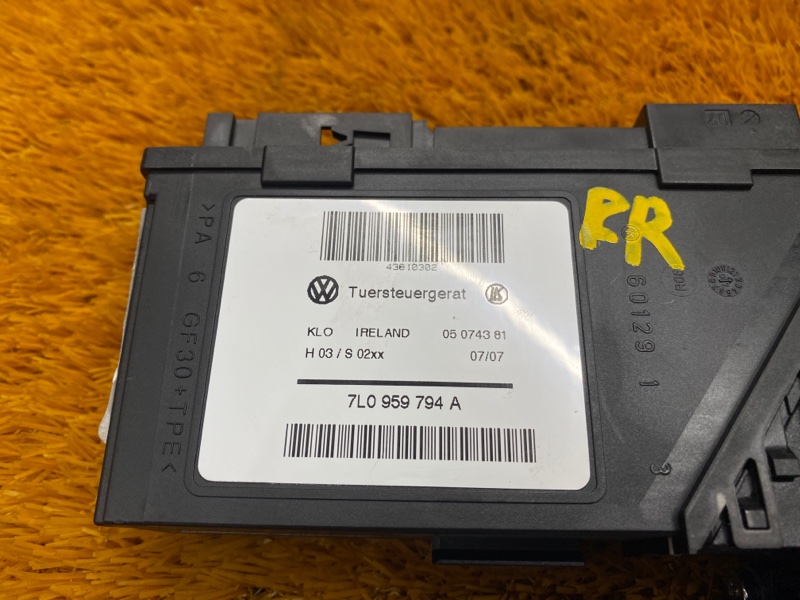 43610302
Tuersteuergerat
KLO IRELAND 05 0743 81
H 03 / S 02xx 07/07
7L0 959 794 A
>PA 6 GF30+TPE<
RR
60129 1
3